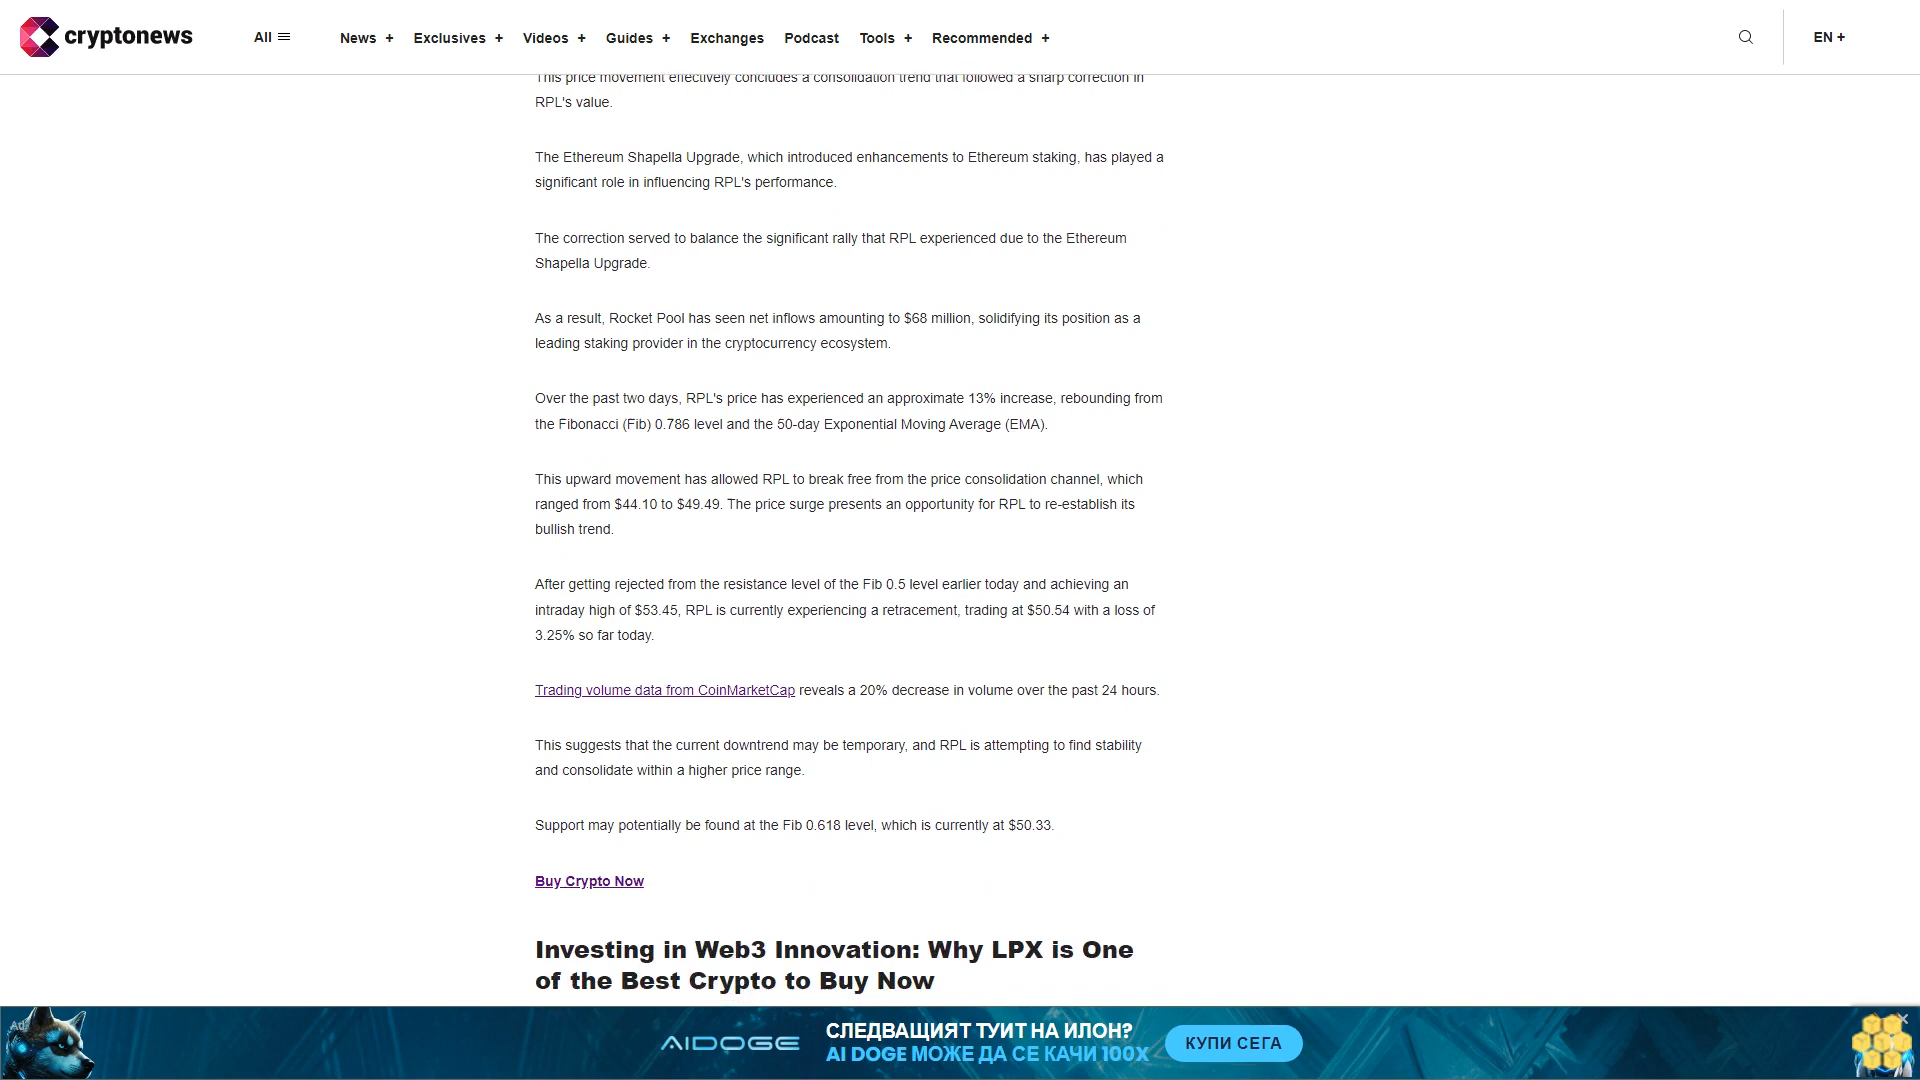 cryptonews
All
News +
Exclusives +
Videos +
Guides +
Exchanges
Podcast
Tools +
Recommended +
EN +
This price movement effectively concludes a consolidation trend that followed a sharp correction in
RPL's value.
The Ethereum Shapella Upgrade, which introduced enhancements to Ethereum staking, has played a
significant role in influencing RPL's performance.
The correction served to balance the significant rally that RPL experienced due to the Ethereum
Shapella Upgrade.
As a result, Rocket Pool has seen net inflows amounting to $68 million, solidifying its position as a
leading staking provider in the cryptocurrency ecosystem.
Over the past two days, RPL's price has experienced an approximate 13% increase, rebounding from
the Fibonacci (Fib) 0.786 level and the 50-day Exponential Moving Average (EMA).
This upward movement has allowed RPL to break free from the price consolidation channel, which
ranged from $44.10 to $49.49. The price surge presents an opportunity for RPL to re-establish its
bullish trend.
After getting rejected from the resistance level of the Fib 0.5 level earlier today and achieving an
intraday high of $53.45, RPL is currently experiencing a retracement, trading at $50.54 with a loss of
3.25% so far today.
Trading volume data from CoinMarketCap reveals a 20% decrease in volume over the past 24 hours.
This suggests that the current downtrend may be temporary, and RPL is attempting to find stability
and consolidate within a higher price range.
Support may potentially be found at the Fib 0.618 level, which is currently at $50.33.
Buy Crypto Now
Investing in Web3 Innovation: Why LPX is One
of the Best Crypto to Buy Now
Ad
AIDOGE
СЛЕДВАЩИЯТ ТУИТ НА ИЛОН?
AI DOGE МОЖЕ ДА СЕ КАЧИ 100X
КУПИ СЕГА